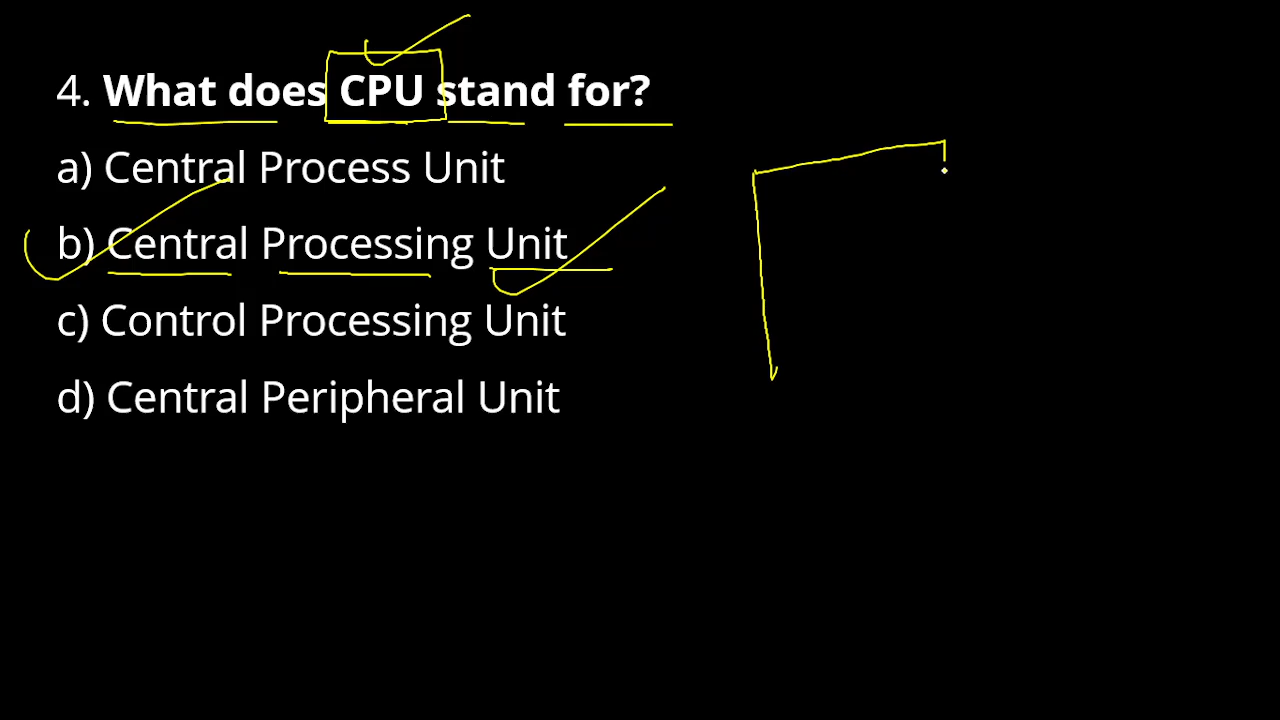 4. What does CPU stand for?
a) Central Process Unit
b) Central Processing Unit
c) Control Processing Unit
d) Central Peripheral Unit